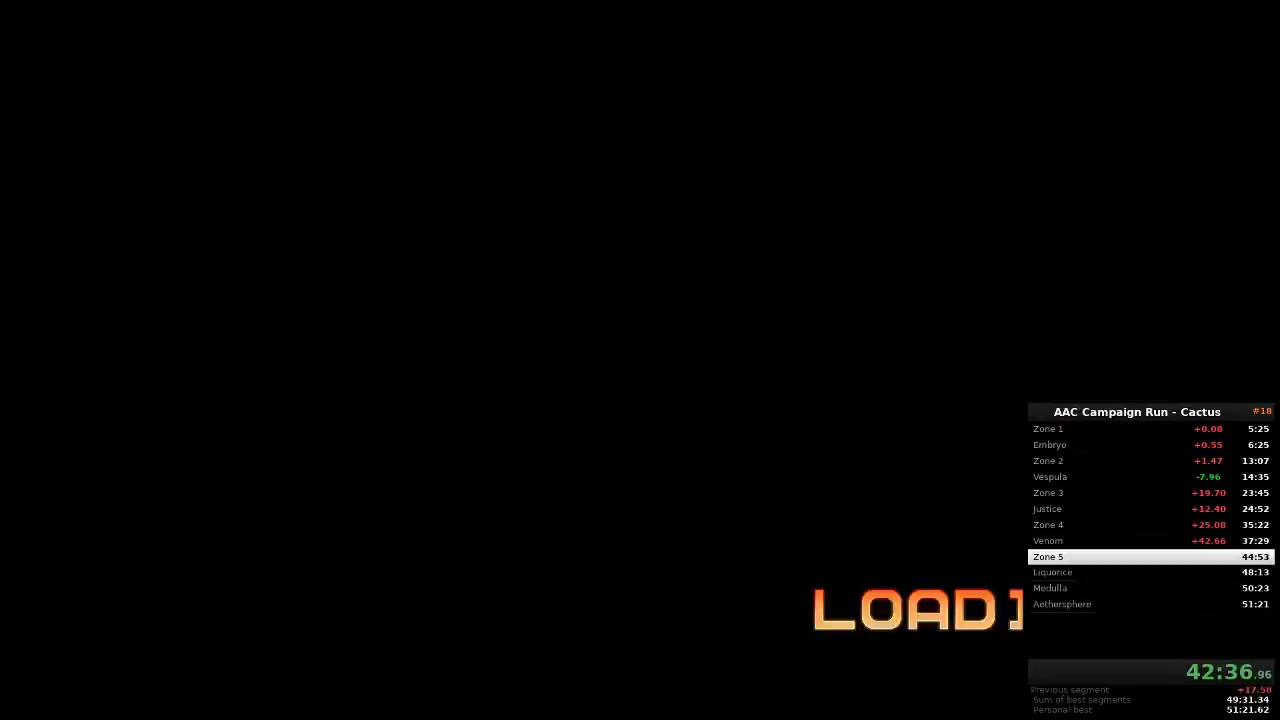 AAC Campaign Run - Cactus #18
Zone 1 +0.08 5:25
Embryo +0.55 6:25
Zone 2 +1.47 13:07
Vespula -7.96 14:35
Zone 3 +19.70 23:45
Justice +12.40 24:52
Zone 4 +25.08 35:22
Venom +42.66 37:29
Zone 5 44:53
Liquorice 48:13
Medulla 50:23
Aethersphere 51:21
LOADI
42:36.96
Previous segment +17.58
Sum of best segments 49:31.34
Personal best 51:21.62